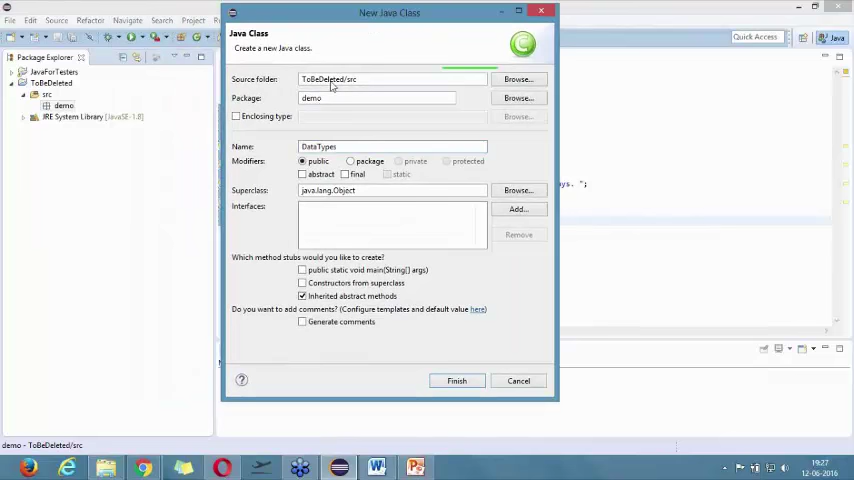 New Java Class
File Edit Source Refactor Navigate Search Project
Quick Access
Java
Package Explorer
JavaForTesters
ToBeDeleted
src
demo
JRE System Library [JavaSE-1.8]
Java Class
Create a new Java class.
Source folder: ToBeDeleted/src Browse...
Package: demo Browse...
Enclosing type: Browse...
Name: DataTypes
Modifiers: public package private protected
abstract final static
Superclass: java.lang.Object Browse...
Interfaces: Add...
Remove
Which method stubs would you like to create?
public static void main(String[] args)
Constructors from superclass
Inherited abstract methods
Do you want to add comments? (Configure templates and default value here)
Generate comments
? Finish Cancel
ays. ";
demo - ToBeDeleted/src
19:27
12-06-2016